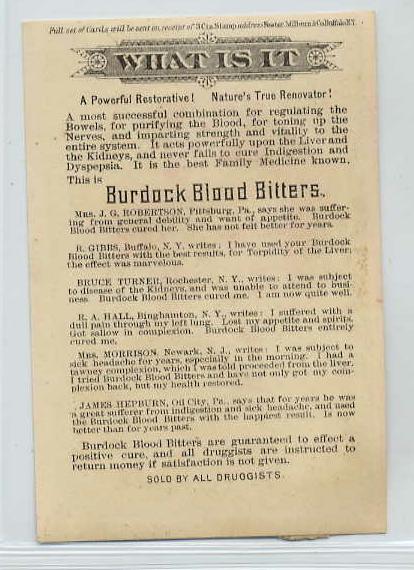 Full set of Cards will be sent on receipt of 3 Ct. Stamp address Foster, Milburn & Co Buffalo N.Y.
WHAT IS IT
A Powerful Restorative! Nature's True Renovator!
A most successful combination for regulating the
Bowels, for purifying the Blood, for toning up the
Nerves, and imparting strength and vitality to the
entire system. It acts powerfully upon the Liver and
the Kidneys, and never fails to cure Indigestion and
Dyspepsia. It is the best Family Medicine known.
This is
Burdock Blood Bitters.
MRS. J. G. ROBERTSON, Pittsburg, Pa., says she was suffer-
ing from general debility and want of appetite. Burdock
Blood Bitters cured her. She has not felt better for years.
R. GIBBS, Buffalo, N. Y. writes: I have used your Burdock
Blood Bitters with the best results, for Torpidity of the Liver;
the effect was marvelous.
BRUCE TURNER, Rochester, N. Y., writes: I was subject
to disease of the Kidneys, and was unable to attend to busi-
ness. Burdock Blood Bitters cured me. I am now quite well.
R. A. HALL, Binghamton, N. Y., writes: I suffered with a
dull pain through my left lung. Lost my appetite and spirits.
Got sallow in complexion. Burdock Blood Bitters entirely
cured me.
MRS. MORRISON, Newark, N. J., writes: I was subject to
sick headache for years, especially in the morning. I had a
tawney complexion, which I was told proceeded from the liver.
I tried Burdock Blood Bitters and have not only got my com-
plexion back, but my health restored.
JAMES HEPBURN, Oil City, Pa., says that for years he was
a great sufferer from indigestion and sick headache, and used
the Burdock Blood Bitters with the happiest result. Is now
better than for years past.
Burdock Blood Bitters are guaranteed to effect a
positive cure, and all druggists are instructed to
return money if satisfaction is not given.
SOLD BY ALL DRUGGISTS.